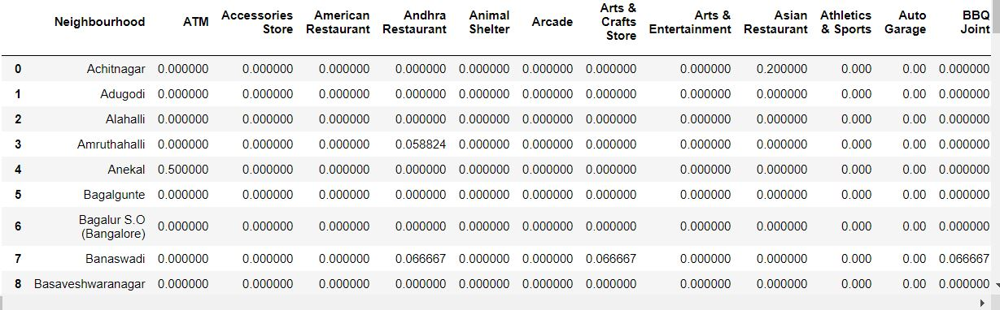 Neighbourhood ATM Accessories Store American Restaurant Andhra Restaurant Animal Shelter Arcade Arts & Crafts Store Arts & Entertainment Asian Restaurant Athletics & Sports Auto Garage BBQ Joint
0 Achitnagar 0.000000 0.000000 0.000000 0.000000 0.000000 0.000000 0.000000 0.000000 0.200000 0.000 0.00 0.000000
1 Adugodi 0.000000 0.000000 0.000000 0.000000 0.000000 0.000000 0.000000 0.000000 0.000000 0.000 0.00 0.000000
2 Alahalli 0.000000 0.000000 0.000000 0.000000 0.000000 0.000000 0.000000 0.000000 0.000000 0.000 0.00 0.000000
3 Amruthahalli 0.000000 0.000000 0.000000 0.058824 0.000000 0.000000 0.000000 0.000000 0.000000 0.000 0.00 0.000000
4 Anekal 0.500000 0.000000 0.000000 0.000000 0.000000 0.000000 0.000000 0.000000 0.000000 0.000 0.00 0.000000
5 Bagalgunte 0.000000 0.000000 0.000000 0.000000 0.000000 0.000000 0.000000 0.000000 0.000000 0.000 0.00 0.000000
6 Bagalur S.O (Bangalore) 0.000000 0.000000 0.000000 0.000000 0.000000 0.000000 0.000000 0.000000 0.000000 0.000 0.00 0.000000
7 Banaswadi 0.000000 0.000000 0.000000 0.066667 0.000000 0.000000 0.066667 0.000000 0.000000 0.000 0.00 0.066667
8 Basaveshwaranagar 0.000000 0.000000 0.000000 0.000000 0.000000 0.000000 0.000000 0.000000 0.000000 0.000 0.00 0.000000